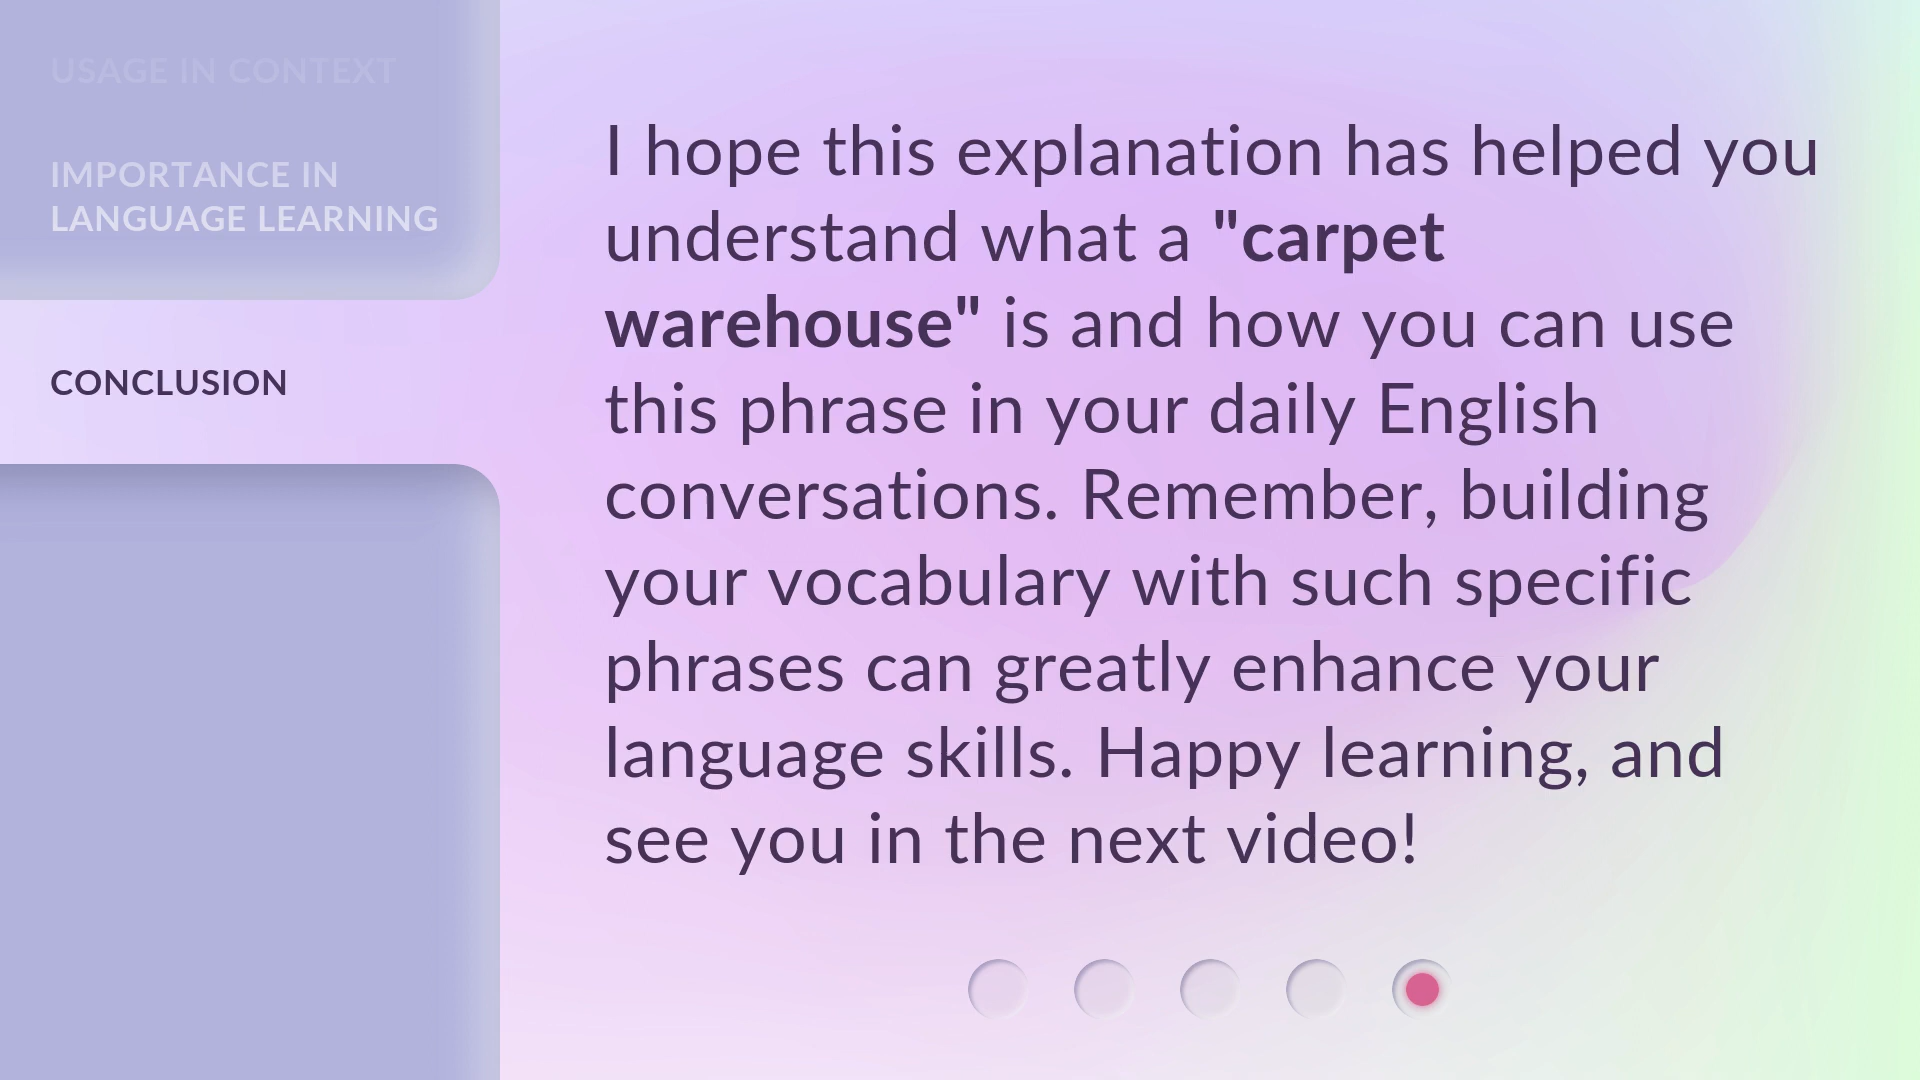 USAGE IN CONTEXT
IMPORTANCE IN
LANGUAGE LEARNING
CONCLUSION
I hope this explanation has helped you
understand what a "carpet
warehouse" is and how you can use
this phrase in your daily English
conversations. Remember, building
your vocabulary with such specific
phrases can greatly enhance your
language skills. Happy learning, and
see you in the next video!